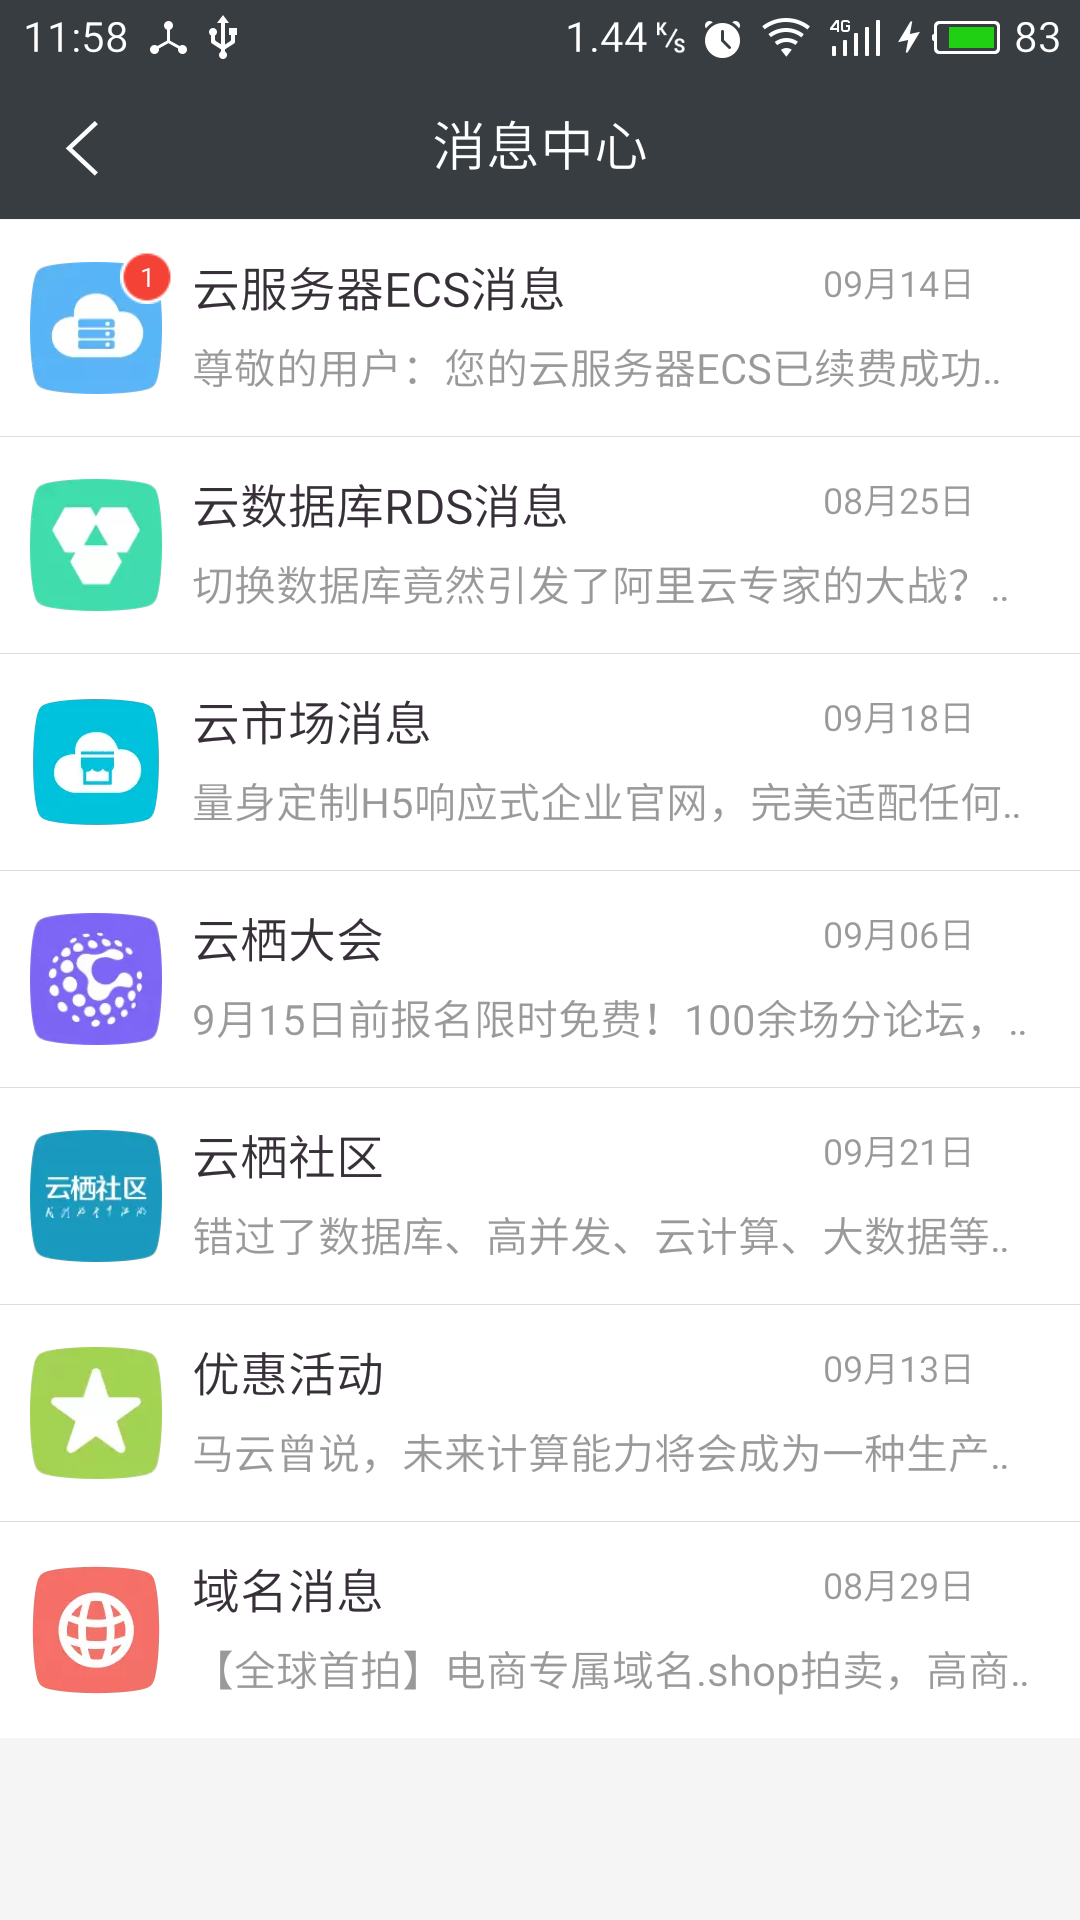 11:58 1.44 K/s 4G 83
消息中心
1
云服务器ECS消息 09月14日
尊敬的用户：您的云服务器ECS已续费成功..
云数据库RDS消息 08月25日
切换数据库竟然引发了阿里云专家的大战？..
云市场消息 09月18日
量身定制H5响应式企业官网，完美适配任何..
云栖大会 09月06日
9月15日前报名限时免费！100余场分论坛，..
云栖社区
云栖社区 09月21日
错过了数据库、高并发、云计算、大数据等..
优惠活动 09月13日
马云曾说，未来计算能力将会成为一种生产..
域名消息 08月29日
【全球首拍】电商专属域名.shop拍卖，高商..